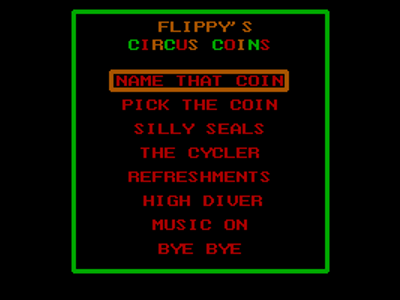 FLIPPY'S
CIRCUS COINS
NAME THAT COIN
PICK THE COIN
SILLY SEALS
THE CYCLER
REFRESHMENTS
HIGH DIVER
MUSIC ON
BYE BYE